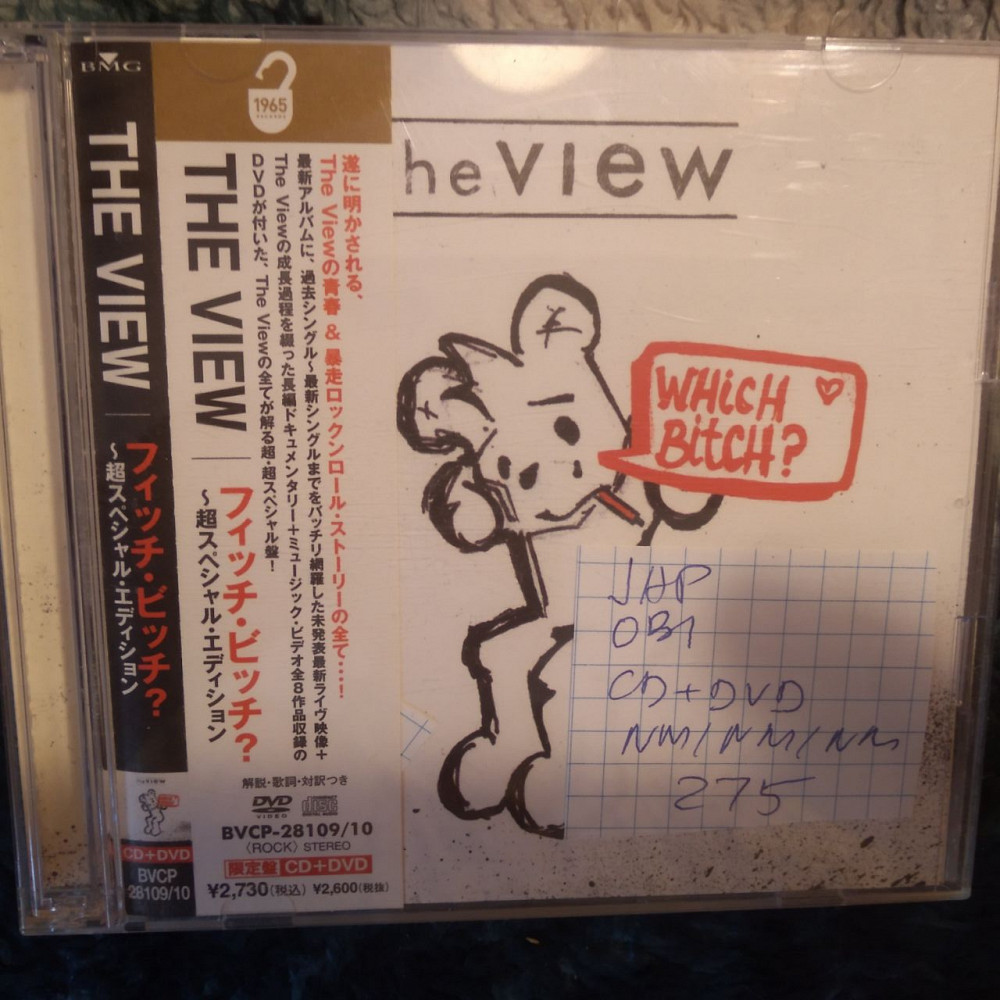 BMG
THE VIEW
フィッチ・ビッチ？
～超スペシャル・エディション
THE VIEW
CD+DVD
BVCP
28109/10
1965
RECORDS
THE VIEW
フィッチ・ビッチ？
～超スペシャル・エディション
遂に明かされる、
The Viewの青春 & 暴走ロックンロール・ストーリーの全て・・・！
最新アルバムに、過去シングル～最新シングルまでをバッチリ網羅した未発表最新ライヴ映像＋
The Viewの成長過程を綴った長編ドキュメンタリー＋ミュージック・ビデオ全8作品収録の
DVDが付いた、The Viewの全てが解る超・超スペシャル盤！
解説・歌詞・対訳つき
DVD
VIDEO
COMPACT
disc
DIGITAL AUDIO
BVCP-28109/10
〈ROCK〉 STEREO
限定盤 CD+DVD
¥2,730(税込) ¥2,600(税抜)
he VIEW
WHiCH
BiTCH?
JAP
OBI
CD+DVD
NM/NM/NM
275